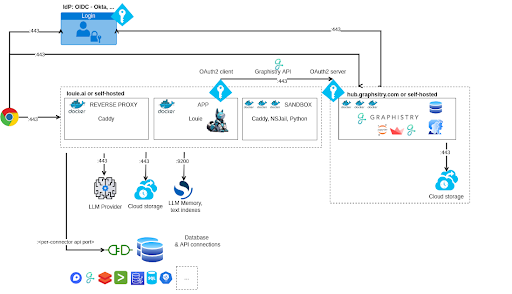 IdP: OIDC - Okta, ...
Login
:443
:443
OAuth2 client
Graphistry API
OAuth2 server
:443
louie.ai or self-hosted
hub.graphsitry.com or self-hosted
docker
REVERSE PROXY
Caddy
docker
APP
Louie
docker
SANDBOX
Caddy, NSJail, Python
docker
GRAPHISTRY
:443
:443
:443
:9200
:443
LLM Provider
Cloud storage
LLM Memory,
text indexes
Cloud storage
<per-connector api port>
Database
& API connections
...